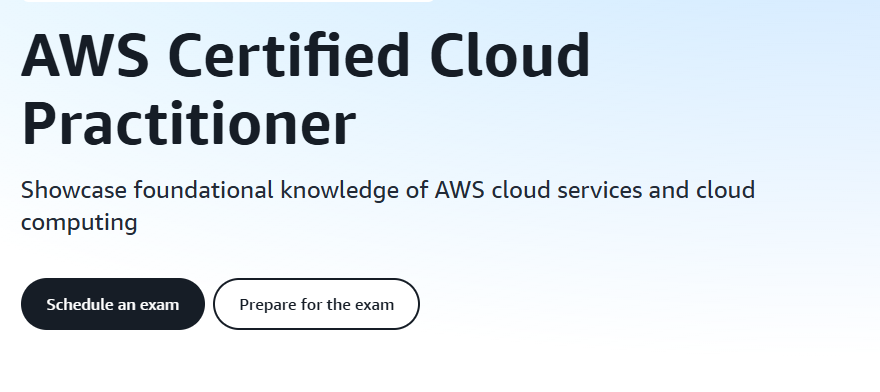 AWS Certified Cloud
Practitioner
Showcase foundational knowledge of AWS cloud services and cloud
computing
Schedule an exam
Prepare for the exam